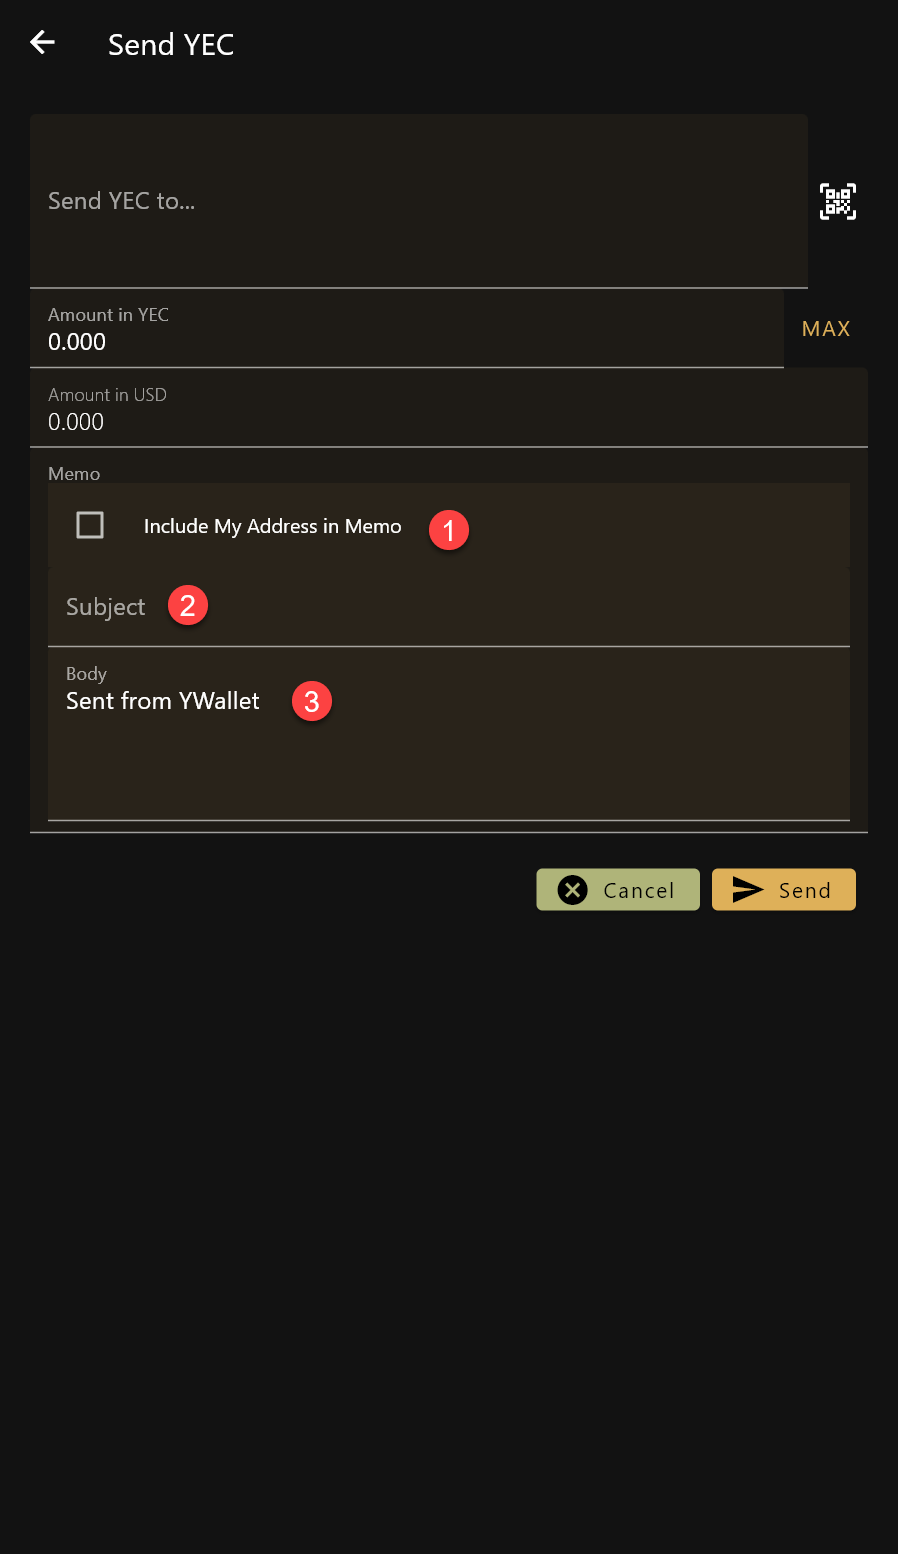 Send YEC
Send YEC to...
Amount in YEC
0.000
MAX
Amount in USD
0.000
Memo
Include My Address in Memo 1
Subject 2
Body
Sent from YWallet 3
Cancel
Send